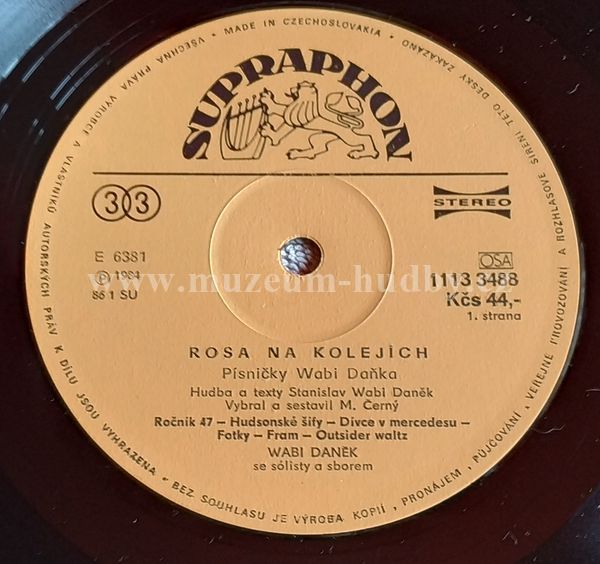 VŠECHNA PRÁVA VÝROBCE A VLASTNÍKŮ AUTORSKÝCH PRÁV K DÍLU JSOU VYHRAZENA • BEZ SOUHLASU JE VÝROBA KOPIÍ, PRONÁJEM, PŮJČOVÁNÍ, VEŘEJNÉ PROVOZOVÁNÍ A ROZHLASOVÉ ŠÍŘENÍ TÉTO DESKY ZAKÁZÁNO • MADE IN CZECHOSLOVAKIA •
SUPRAPHON
33
STEREO
E 6381
℗ 1984
86 1 SU
OSA
1113 3488
Kčs 44,-
1. strana
www.muzeum-hudby.cz
ROSA NA KOLEJÍCH
Písničky Wabi Daňka
Hudba a texty Stanislav Wabi Daněk
Vybral a sestavil M. Černý
Ročník 47 – Hudsonské šífy – Dívce v mercedesu –
Fotky – Fram – Outsider waltz
WABI DANĚK
se sólisty a sborem